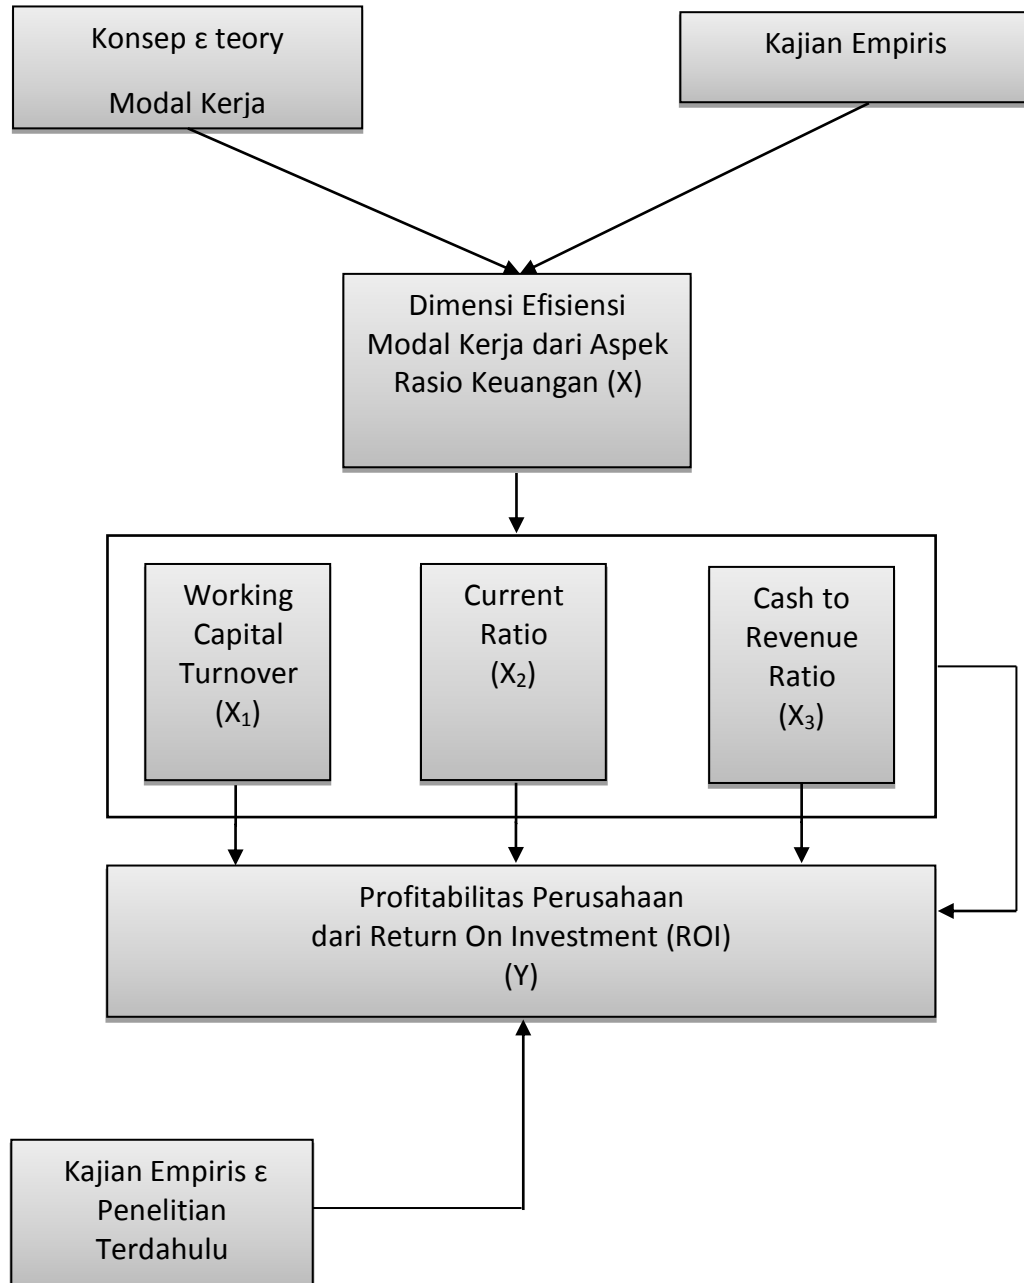 Konsep ε teory
Modal Kerja
Kajian Empiris
Dimensi Efisiensi
Modal Kerja dari Aspek
Rasio Keuangan (X)
Working
Capital
Turnover
(X₁)
Current
Ratio
(X₂)
Cash to
Revenue
Ratio
(X₃)
Profitabilitas Perusahaan
dari Return On Investment (ROI)
(Y)
Kajian Empiris ε
Penelitian
Terdahulu